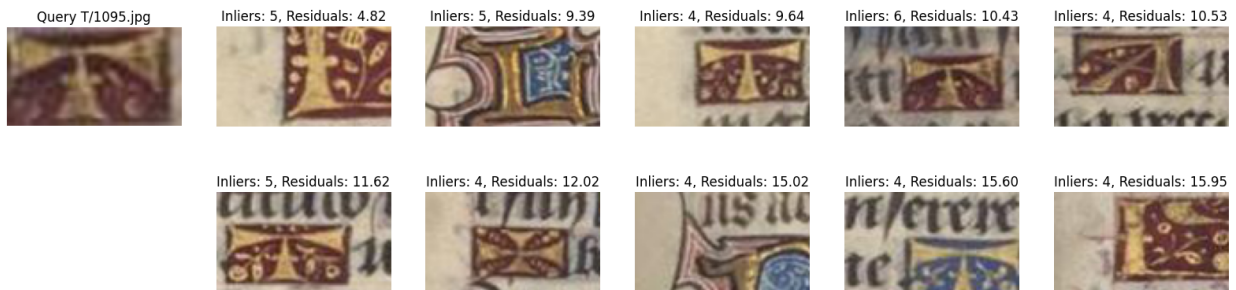 Query T/1095.jpg
Inliers: 5, Residuals: 4.82
Inliers: 5, Residuals: 9.39
Inliers: 4, Residuals: 9.64
Inliers: 6, Residuals: 10.43
Inliers: 4, Residuals: 10.53
Inliers: 5, Residuals: 11.62
Inliers: 4, Residuals: 12.02
Inliers: 4, Residuals: 15.02
Inliers: 4, Residuals: 15.60
Inliers: 4, Residuals: 15.95